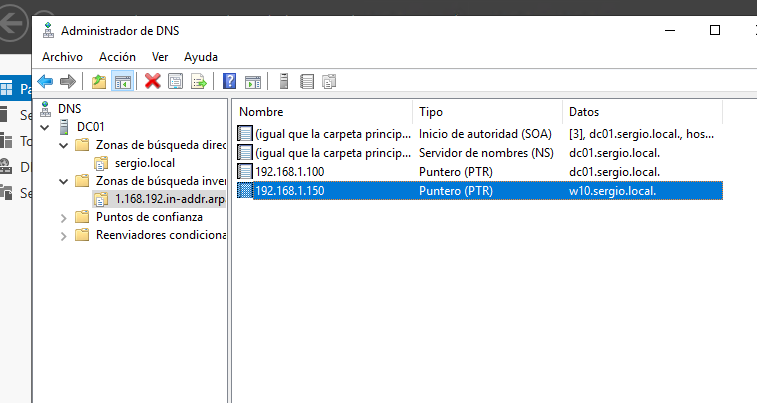 Administrador de DNS
Archivo Acción Ver Ayuda
DNS
DC01
Zonas de búsqueda direc
sergio.local
Zonas de búsqueda inver
1.168.192.in-addr.arp
Puntos de confianza
Reenviadores condiciona
Nombre Tipo Datos
(igual que la carpeta princip... Inicio de autoridad (SOA) [3], dc01.sergio.local., hos...
(igual que la carpeta princip... Servidor de nombres (NS) dc01.sergio.local.
192.168.1.100 Puntero (PTR) dc01.sergio.local.
192.168.1.150 Puntero (PTR) w10.sergio.local.
Pa
Se
To
Se